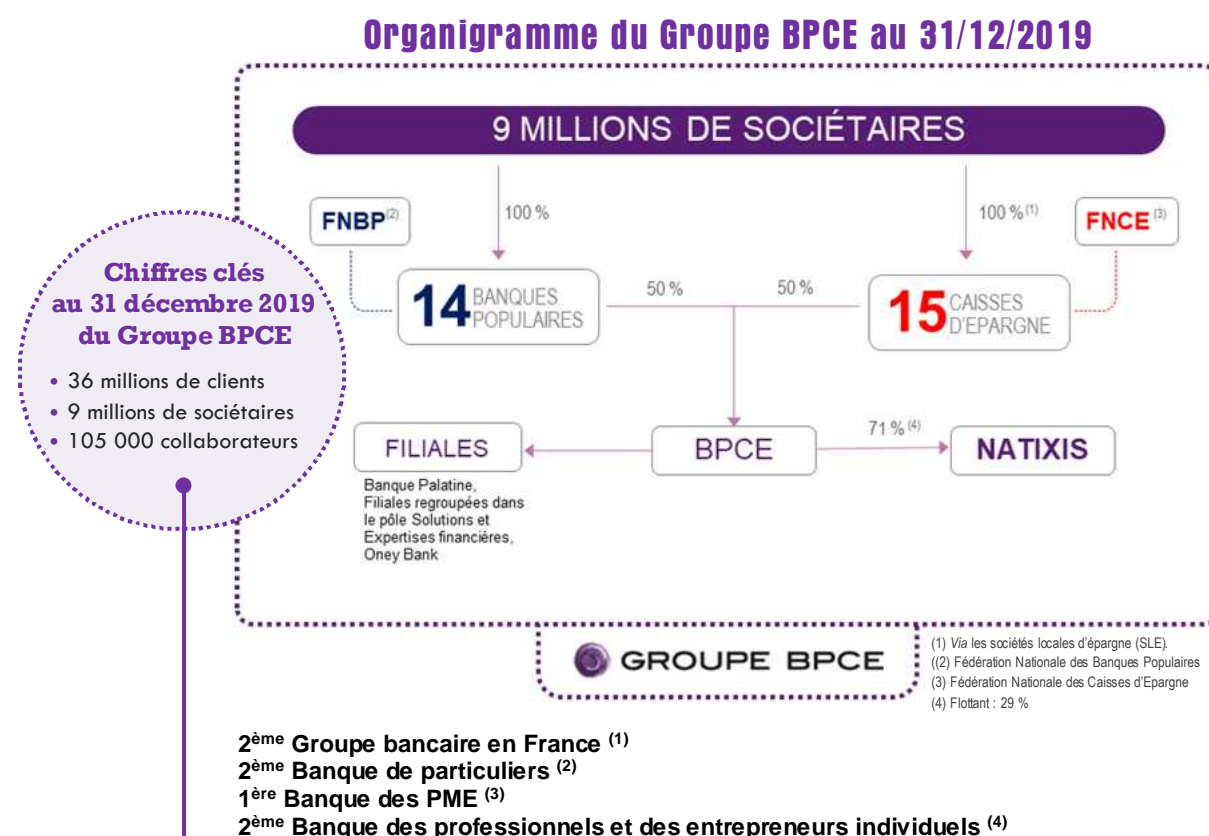 Organigramme du Groupe BPCE au 31/12/2019
9 MILLIONS DE SOCIÉTAIRES
FNBP(2)
100 %
100 %(1)
FNCE (3)
Chiffres clés
au 31 décembre 2019
du Groupe BPCE
• 36 millions de clients
• 9 millions de sociétaires
• 105 000 collaborateurs
14 BANQUES
POPULAIRES
50 %
50 %
15 CAISSES
D'EPARGNE
FILIALES
BPCE
71 % (4)
NATIXIS
Banque Palatine,
Filiales regroupées dans
le pôle Solutions et
Expertises financières,
Oney Bank
GROUPE BPCE
(1) Via les sociétés locales d'épargne (SLE).
((2) Fédération Nationale des Banques Populaires
(3) Fédération Nationale des Caisses d'Epargne
(4) Flottant : 29 %
2ème Groupe bancaire en France (1)
2ème Banque de particuliers (2)
1ère Banque des PME (3)
2ème Banque des professionnels et des entrepreneurs individuels (4)